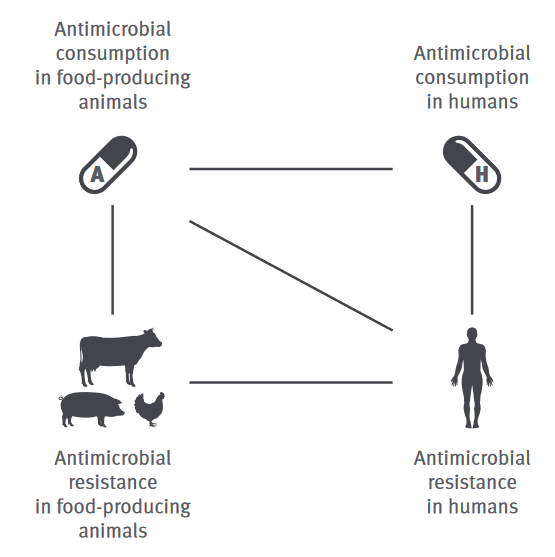 Antimicrobial
consumption
in food-producing
animals
Antimicrobial
consumption
in humans
A
H
Antimicrobial
resistance
in food-producing
animals
Antimicrobial
resistance
in humans